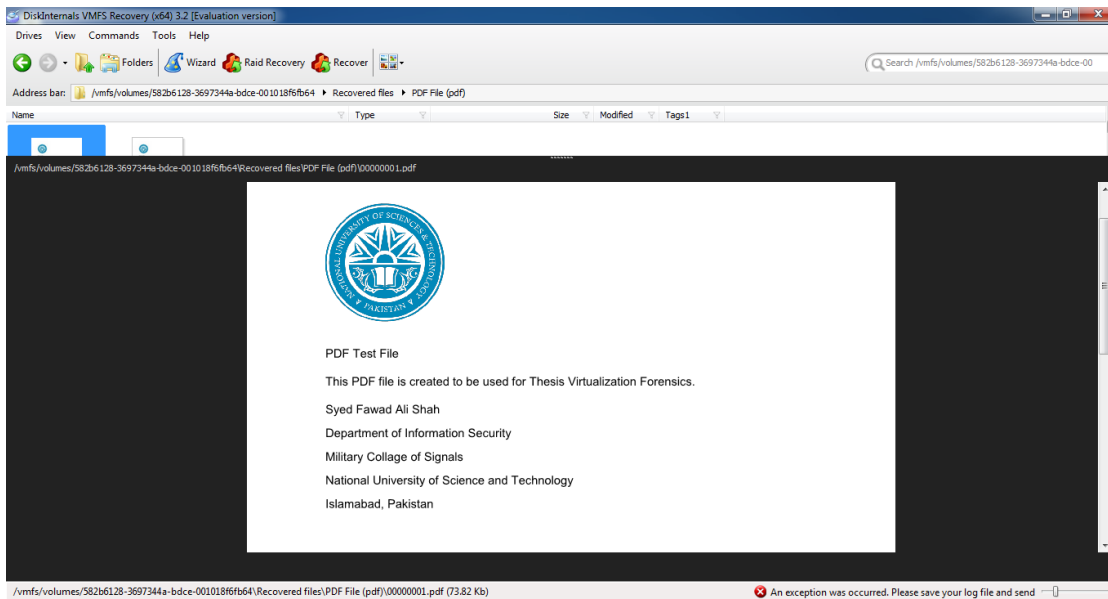 DiskInternals VMFS Recovery (x64) 3.2 [Evaluation version]
Drives View Commands Tools Help
Folders Wizard Raid Recovery Recover
Search /vmfs/volumes/582b6128-3697344a-bdce-00
Address bar: /vmfs/volumes/582b6128-3697344a-bdce-001018f6fb64 Recovered files PDF File (pdf)
Name Type Size Modified Tags1
/vmfs/volumes/582b6128-3697344a-bdce-001018f6fb64\Recovered files\PDF File (pdf)\00000001.pdf
NATIONAL UNIVERSITY OF SCIENCES & TECHNOLOGY
PAKISTAN
PDF Test File
This PDF file is created to be used for Thesis Virtualization Forensics.
Syed Fawad Ali Shah
Department of Information Security
Military Collage of Signals
National University of Science and Technology
Islamabad, Pakistan
/vmfs/volumes/582b6128-3697344a-bdce-001018f6fb64\Recovered files\PDF File (pdf)\00000001.pdf (73.82 Kb)
An exception was occurred. Please save your log file and send